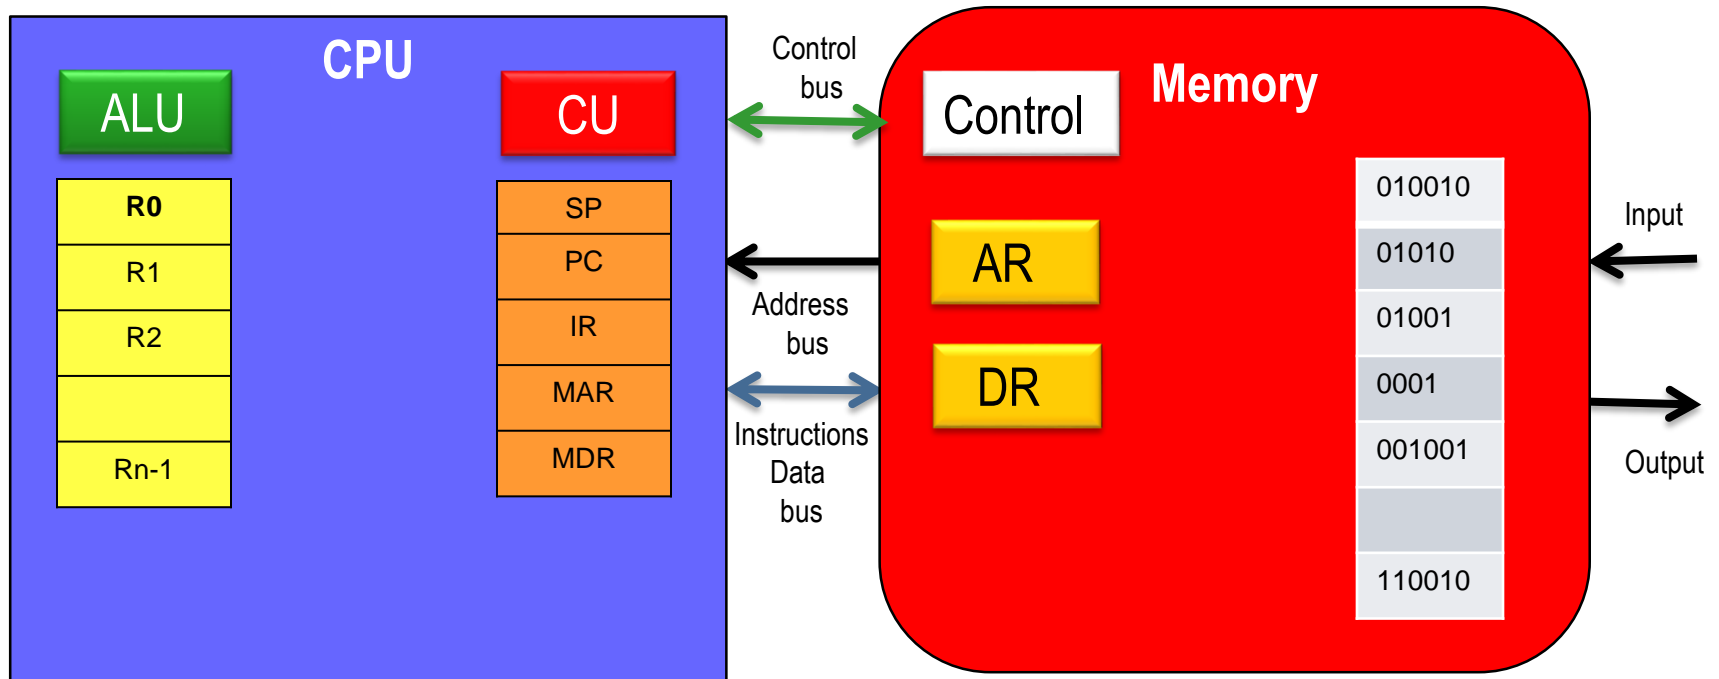 CPU
ALU
CU
R0
R1
R2
Rn-1
SP
PC
IR
MAR
MDR
Control
bus
Address
bus
Instructions
Data
bus
Memory
Control
AR
DR
010010
01010
01001
0001
001001
110010
Input
Output